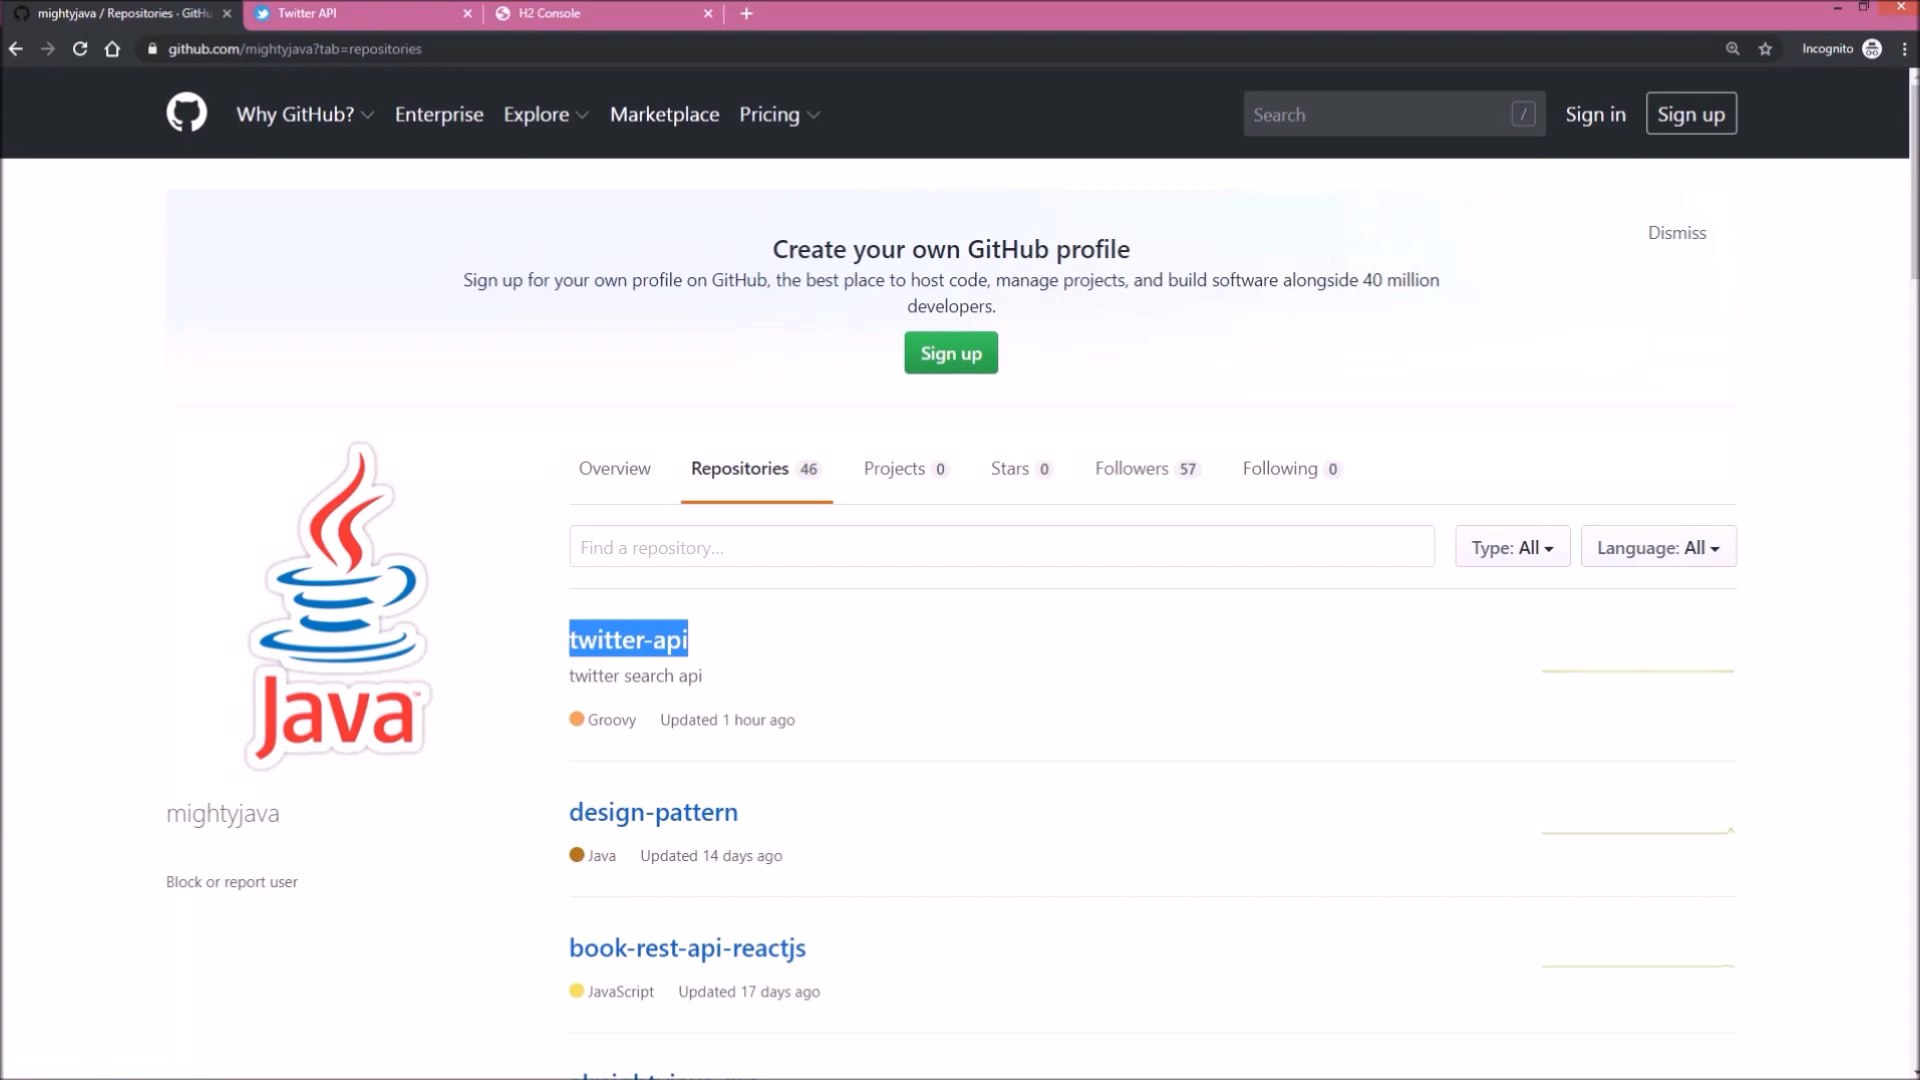 mightyjava / Repositories · GitHu
Twitter API
H2 Console
github.com/mightyjava?tab=repositories
Incognito
Why GitHub?
Enterprise
Explore
Marketplace
Pricing
Search
/
Sign in
Sign up
Dismiss
Create your own GitHub profile
Sign up for your own profile on GitHub, the best place to host code, manage projects, and build software alongside 40 million
developers.
Sign up
Overview
Repositories 46
Projects 0
Stars 0
Followers 57
Following 0
Find a repository...
Type: All
Language: All
Java™
mightyjava
Block or report user
twitter-api
twitter search api
Groovy Updated 1 hour ago
design-pattern
Java Updated 14 days ago
book-rest-api-reactjs
JavaScript Updated 17 days ago